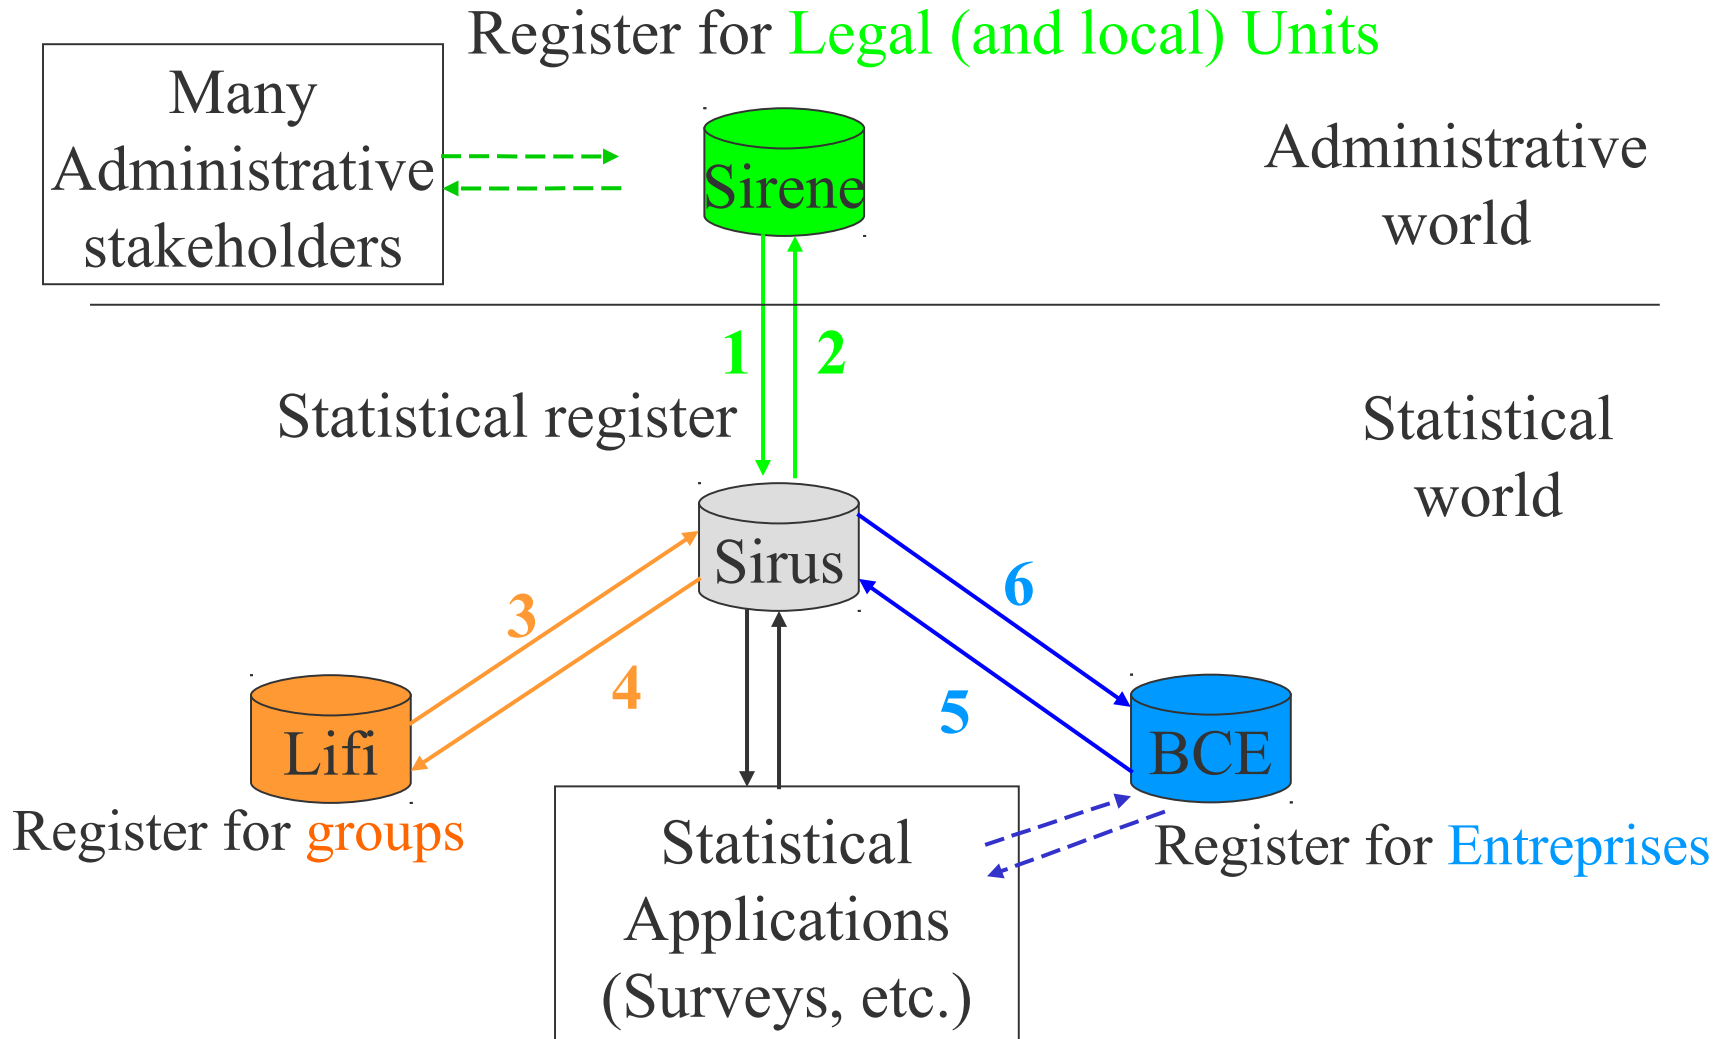 Register for Legal (and local) Units
Many
Administrative
stakeholders
Sirene
Administrative
world
1
2
Statistical register
Statistical
world
Sirus
3
4
6
5
Lifi
BCE
Register for groups
Register for Entreprises
Statistical
Applications
(Surveys, etc.)